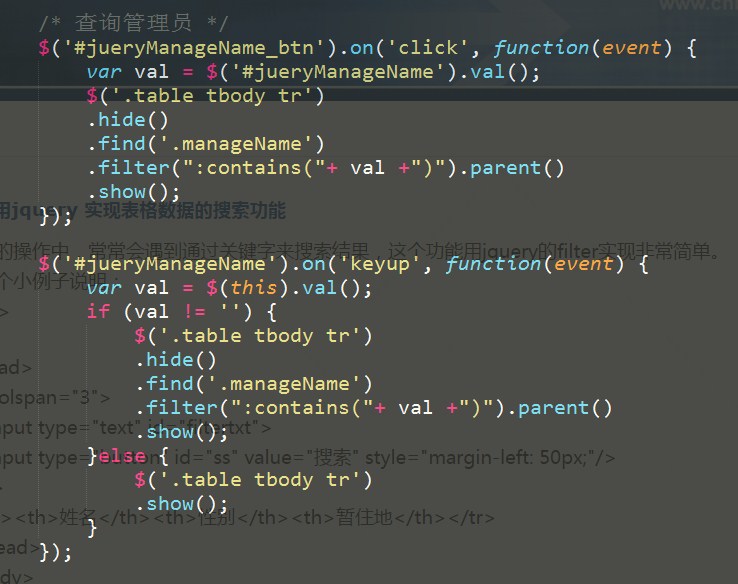 www.cn
/* 查询管理员 */
$('#jueryManageName_btn').on('click', function(event) {
var val = $('#jueryManageName').val();
$('.table tbody tr')
.hide()
.find('.manageName')
.filter(":contains("+ val +")").parent()
.show();
用jquery 实现表格数据的搜索功能
});
的操作中，常常会遇到通过关键字来搜索结果，这个功能用jquery的filter实现非常简单。
$('#jueryManageName').on('keyup', function(event) {
个小例子说明：
var val = $(this).val();
>
if (val != '') {
$('.table tbody tr')
.hide()
ead>
.find('.manageName')
colspan="3">
.filter(":contains("+ val +")").parent()
nput type="text" id="filtertxt">
.show();
}else {
nput type="button" id="ss" value="搜索" style="margin-left: 50px;"/>
$('.table tbody tr')
>
.show();
><th>姓名</th><th>性别</th><th>暂住地</th></tr>
}
ead>
});
dy>